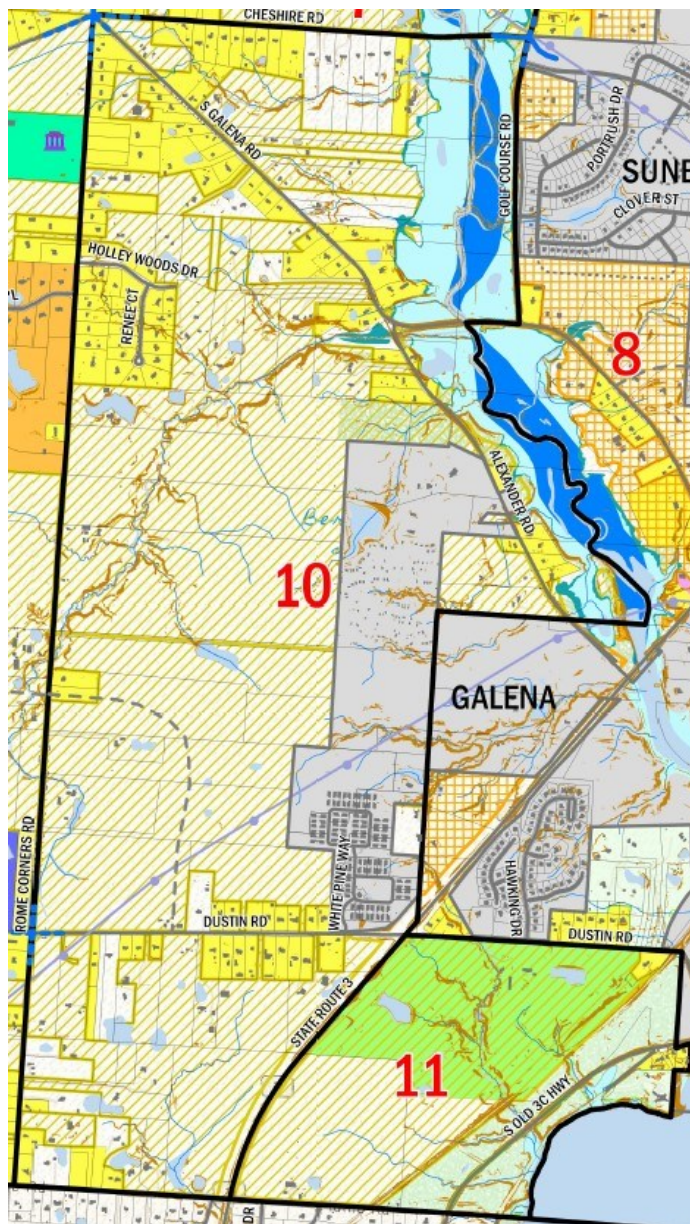 CHESHIRE RD
S GALENA RD
GOLF COURSE RD
PORTRUSH DR
SUNB
CLOVER ST
HOLLEY WOODS DR
RENEE CT
8
ALEXANDER RD
10
GALENA
ROME CORNERS RD
WHITE PINE WAY
HAWKING DR
DUSTIN RD
DUSTIN RD
STATE ROUTE 3
11
S OLD 3C HWY
DR